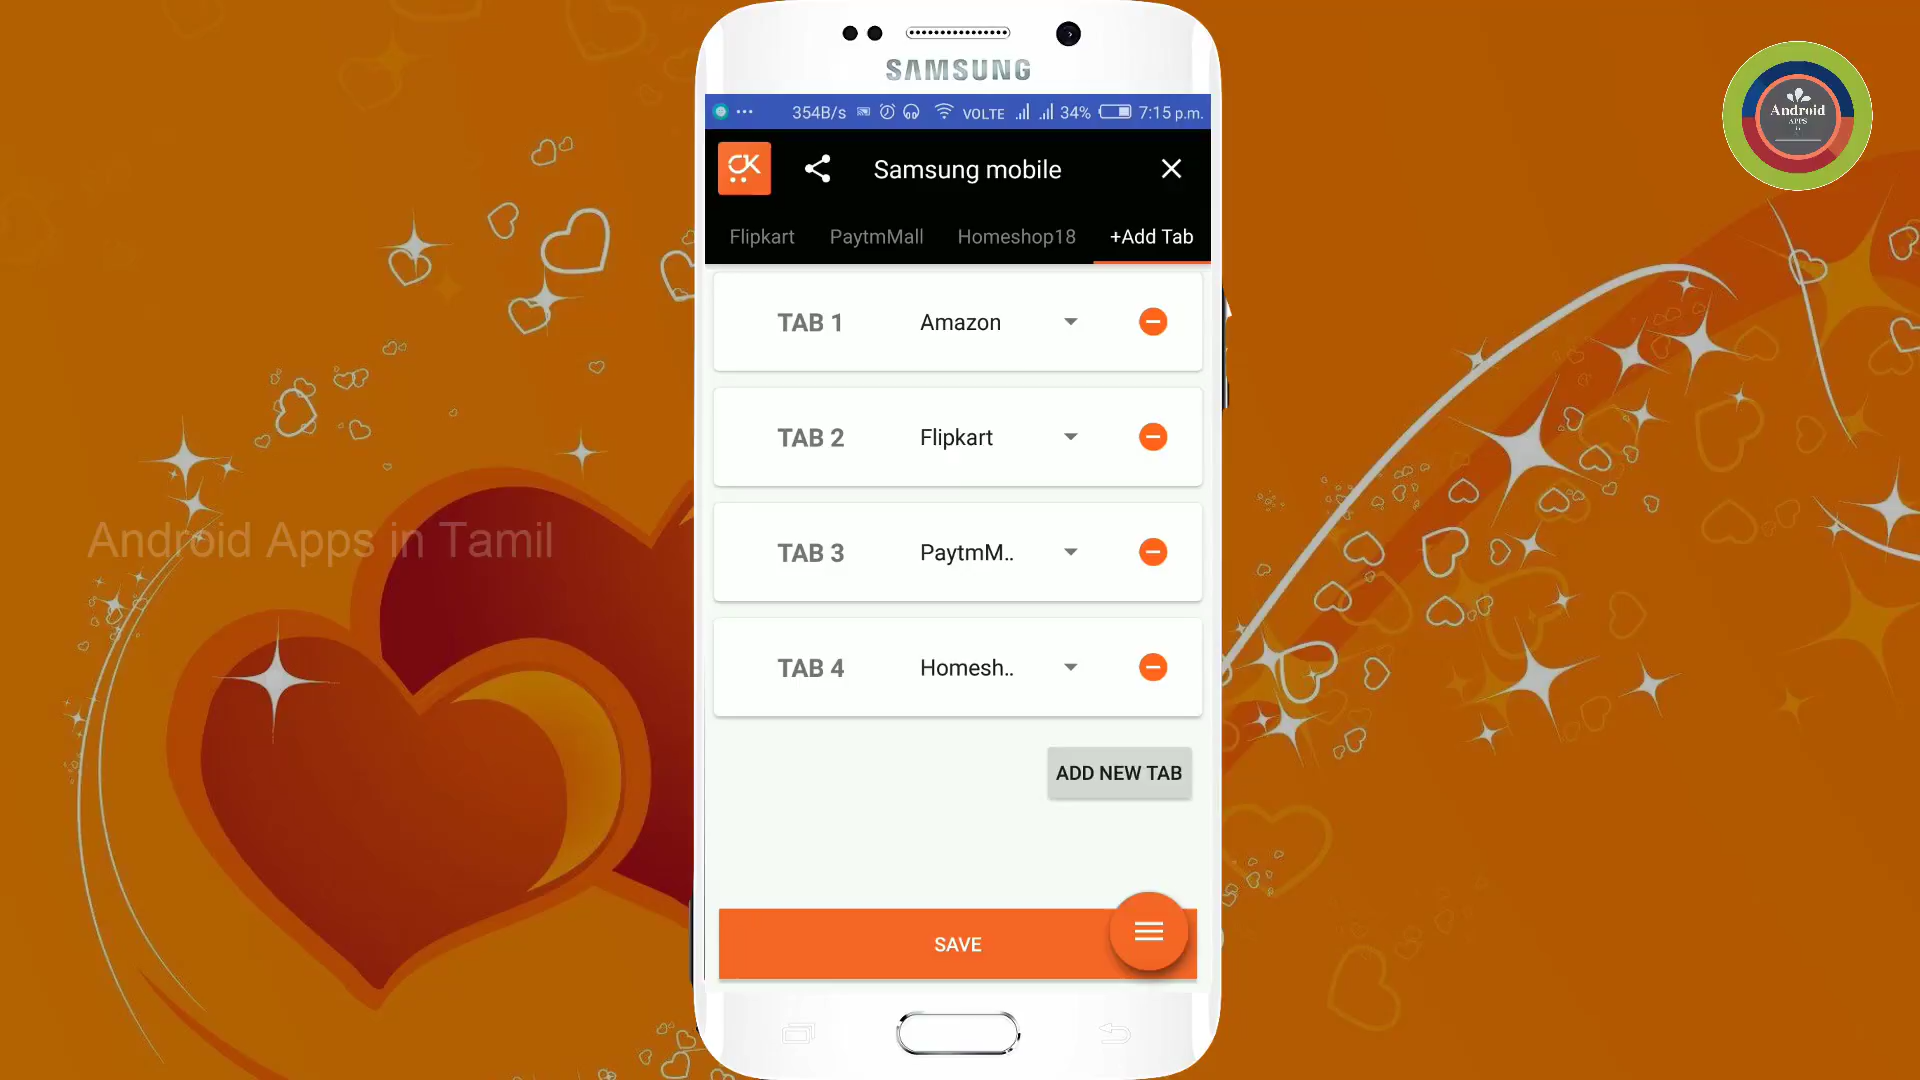 SAMSUNG
354B/s VOLTE 34% 7:15 p.m.
CK Samsung mobile
Flipkart PaytmMall Homeshop18 +Add Tab
TAB 1 Amazon
TAB 2 Flipkart
TAB 3 PaytmM..
TAB 4 Homesh..
ADD NEW TAB
SAVE
Android Apps in Tamil
Android
APPS